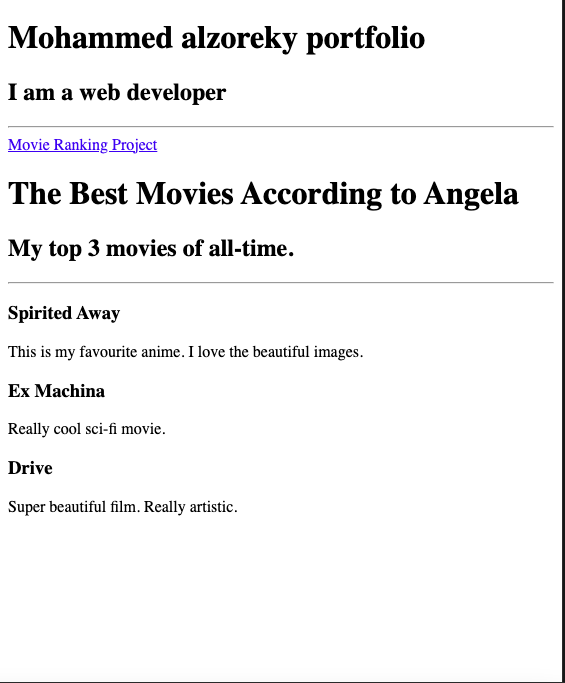 Mohammed alzoreky portfolio
I am a web developer
Movie Ranking Project
The Best Movies According to Angela
My top 3 movies of all-time.
Spirited Away
This is my favourite anime. I love the beautiful images.
Ex Machina
Really cool sci-fi movie.
Drive
Super beautiful film. Really artistic.